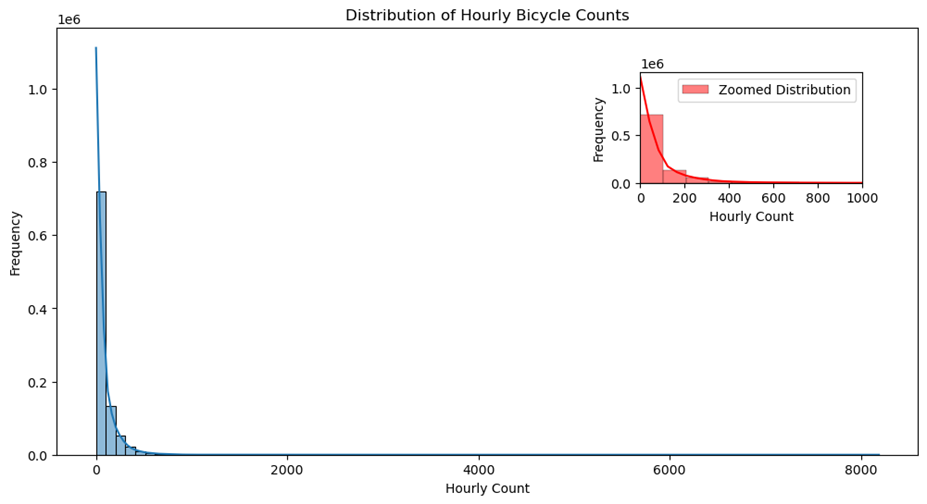 Distribution of Hourly Bicycle Counts
1e6
1.0
0.8
0.6
0.4
0.2
0.0
Frequency
0 2000 4000 6000 8000
Hourly Count
1e6
1.0
0.5
0.0
Frequency
Zoomed Distribution
0 200 400 600 800 1000
Hourly Count